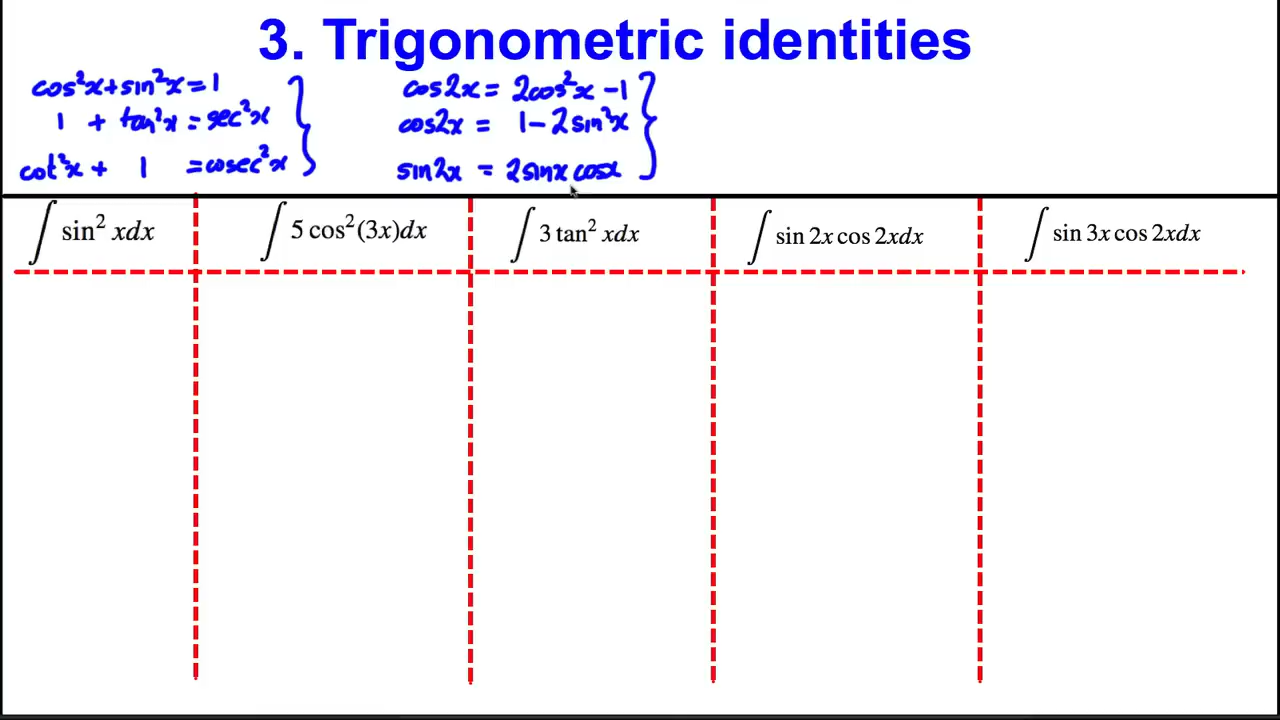 3. Trigonometric identities
cos²x + sin²x = 1
1 + tan²x = sec²x
cot²x + 1 = cosec²x
cos2x = 2cos²x - 1
cos2x = 1 - 2sin²x
sin2x = 2sinx cosx
∫ sin² xdx
∫ 5 cos²(3x)dx
∫ 3 tan² xdx
∫ sin 2x cos 2xdx
∫ sin 3x cos 2xdx